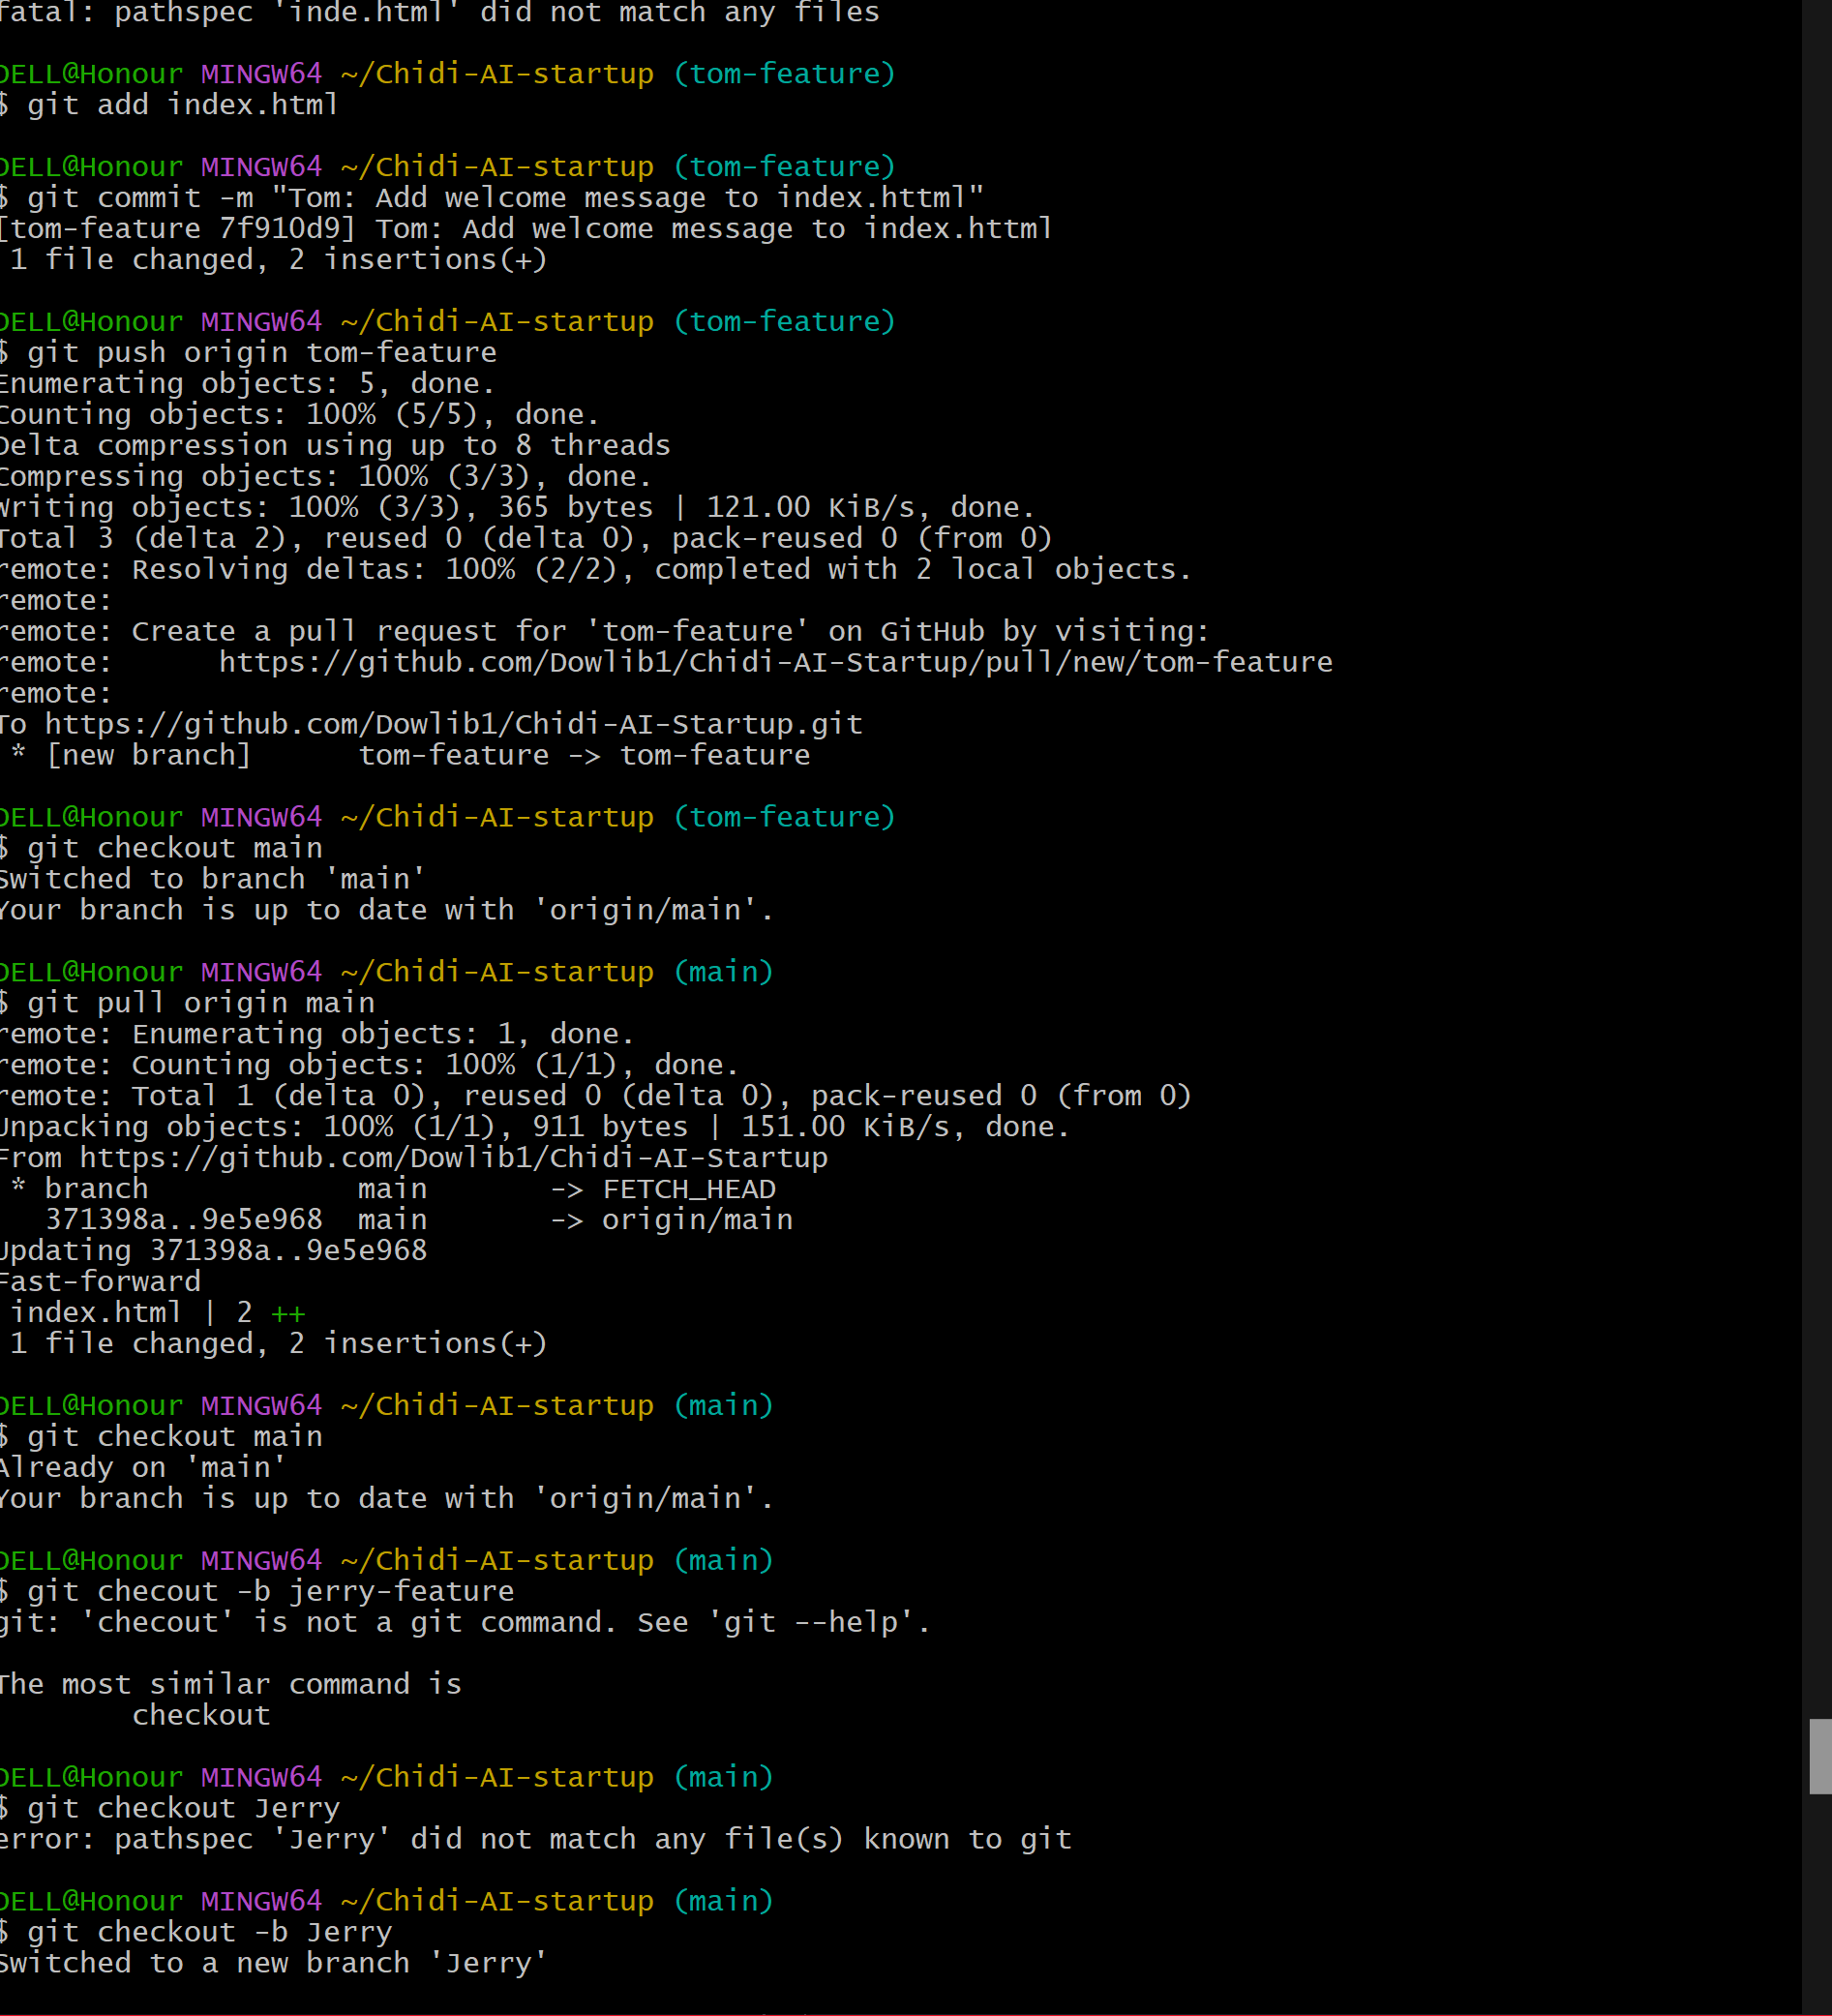 fatal: pathspec 'inde.html' did not match any files
DELL@Honour MINGW64 ~/Chidi-AI-startup (tom-feature)
$ git add index.html
DELL@Honour MINGW64 ~/Chidi-AI-startup (tom-feature)
$ git commit -m "Tom: Add welcome message to index.httml"
[tom-feature 7f910d9] Tom: Add welcome message to index.httml
 1 file changed, 2 insertions(+)
DELL@Honour MINGW64 ~/Chidi-AI-startup (tom-feature)
$ git push origin tom-feature
Enumerating objects: 5, done.
Counting objects: 100% (5/5), done.
Delta compression using up to 8 threads
Compressing objects: 100% (3/3), done.
Writing objects: 100% (3/3), 365 bytes | 121.00 KiB/s, done.
Total 3 (delta 2), reused 0 (delta 0), pack-reused 0 (from 0)
remote: Resolving deltas: 100% (2/2), completed with 2 local objects.
remote:
remote: Create a pull request for 'tom-feature' on GitHub by visiting:
remote:      https://github.com/Dowlib1/Chidi-AI-Startup/pull/new/tom-feature
remote:
To https://github.com/Dowlib1/Chidi-AI-Startup.git
 * [new branch]      tom-feature -> tom-feature
DELL@Honour MINGW64 ~/Chidi-AI-startup (tom-feature)
$ git checkout main
Switched to branch 'main'
Your branch is up to date with 'origin/main'.
DELL@Honour MINGW64 ~/Chidi-AI-startup (main)
$ git pull origin main
remote: Enumerating objects: 1, done.
remote: Counting objects: 100% (1/1), done.
remote: Total 1 (delta 0), reused 0 (delta 0), pack-reused 0 (from 0)
Unpacking objects: 100% (1/1), 911 bytes | 151.00 KiB/s, done.
From https://github.com/Dowlib1/Chidi-AI-Startup
 * branch            main       -> FETCH_HEAD
   371398a..9e5e968  main       -> origin/main
Updating 371398a..9e5e968
Fast-forward
 index.html | 2 ++
 1 file changed, 2 insertions(+)
DELL@Honour MINGW64 ~/Chidi-AI-startup (main)
$ git checkout main
Already on 'main'
Your branch is up to date with 'origin/main'.
DELL@Honour MINGW64 ~/Chidi-AI-startup (main)
$ git checout -b jerry-feature
git: 'checout' is not a git command. See 'git --help'.
The most similar command is
        checkout
DELL@Honour MINGW64 ~/Chidi-AI-startup (main)
$ git checkout Jerry
error: pathspec 'Jerry' did not match any file(s) known to git
DELL@Honour MINGW64 ~/Chidi-AI-startup (main)
$ git checkout -b Jerry
Switched to a new branch 'Jerry'